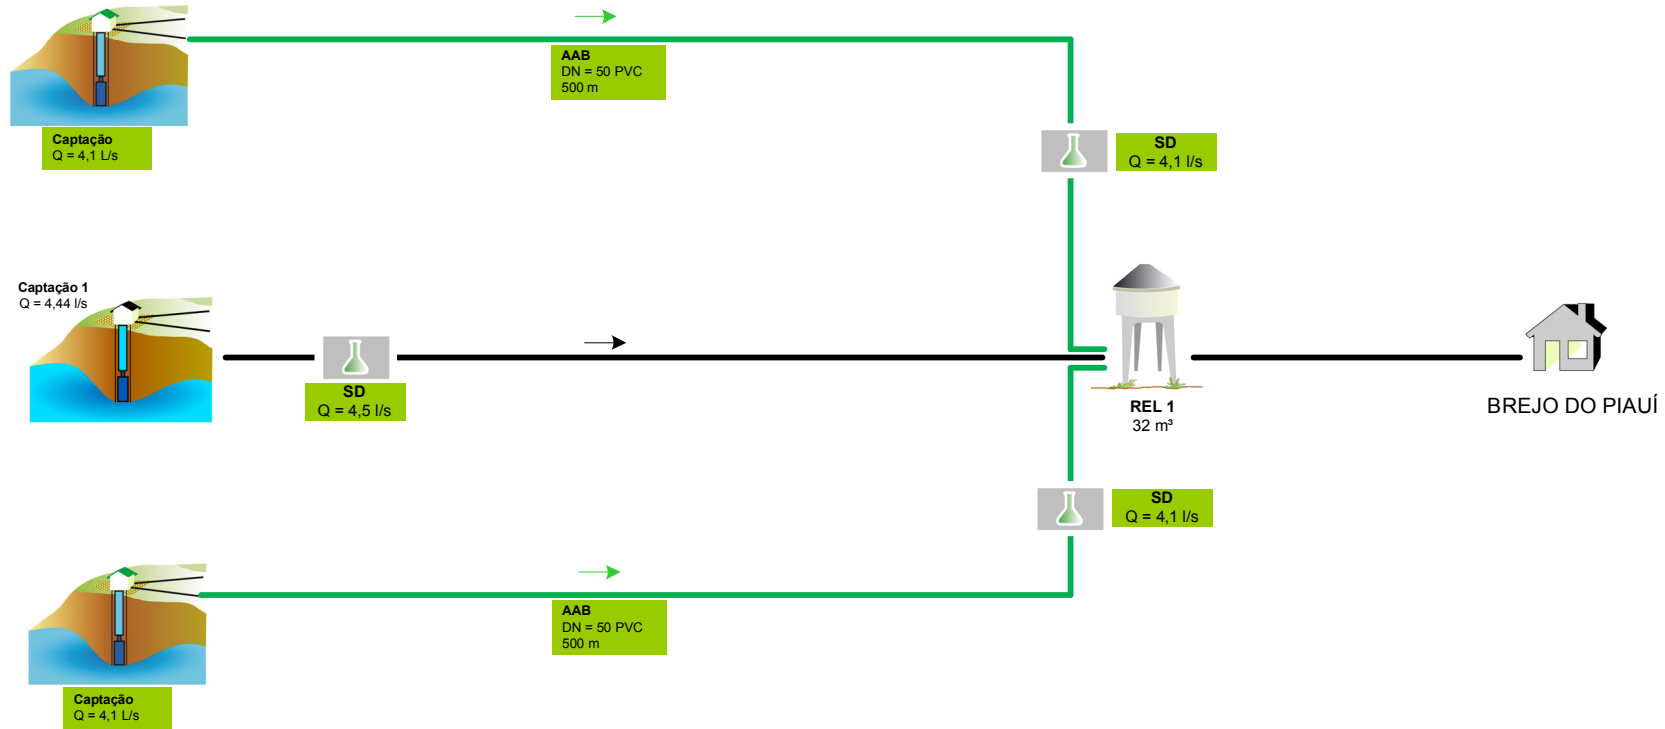 AAB
DN = 50 PVC
500 m
Captação
Q = 4,1 L/s
SD
Q = 4,1 l/s
Captação 1
Q = 4,44 l/s
SD
Q = 4,5 l/s
REL 1
32 m³
BREJO DO PIAUÍ
SD
Q = 4,1 l/s
AAB
DN = 50 PVC
500 m
Captação
Q = 4,1 L/s